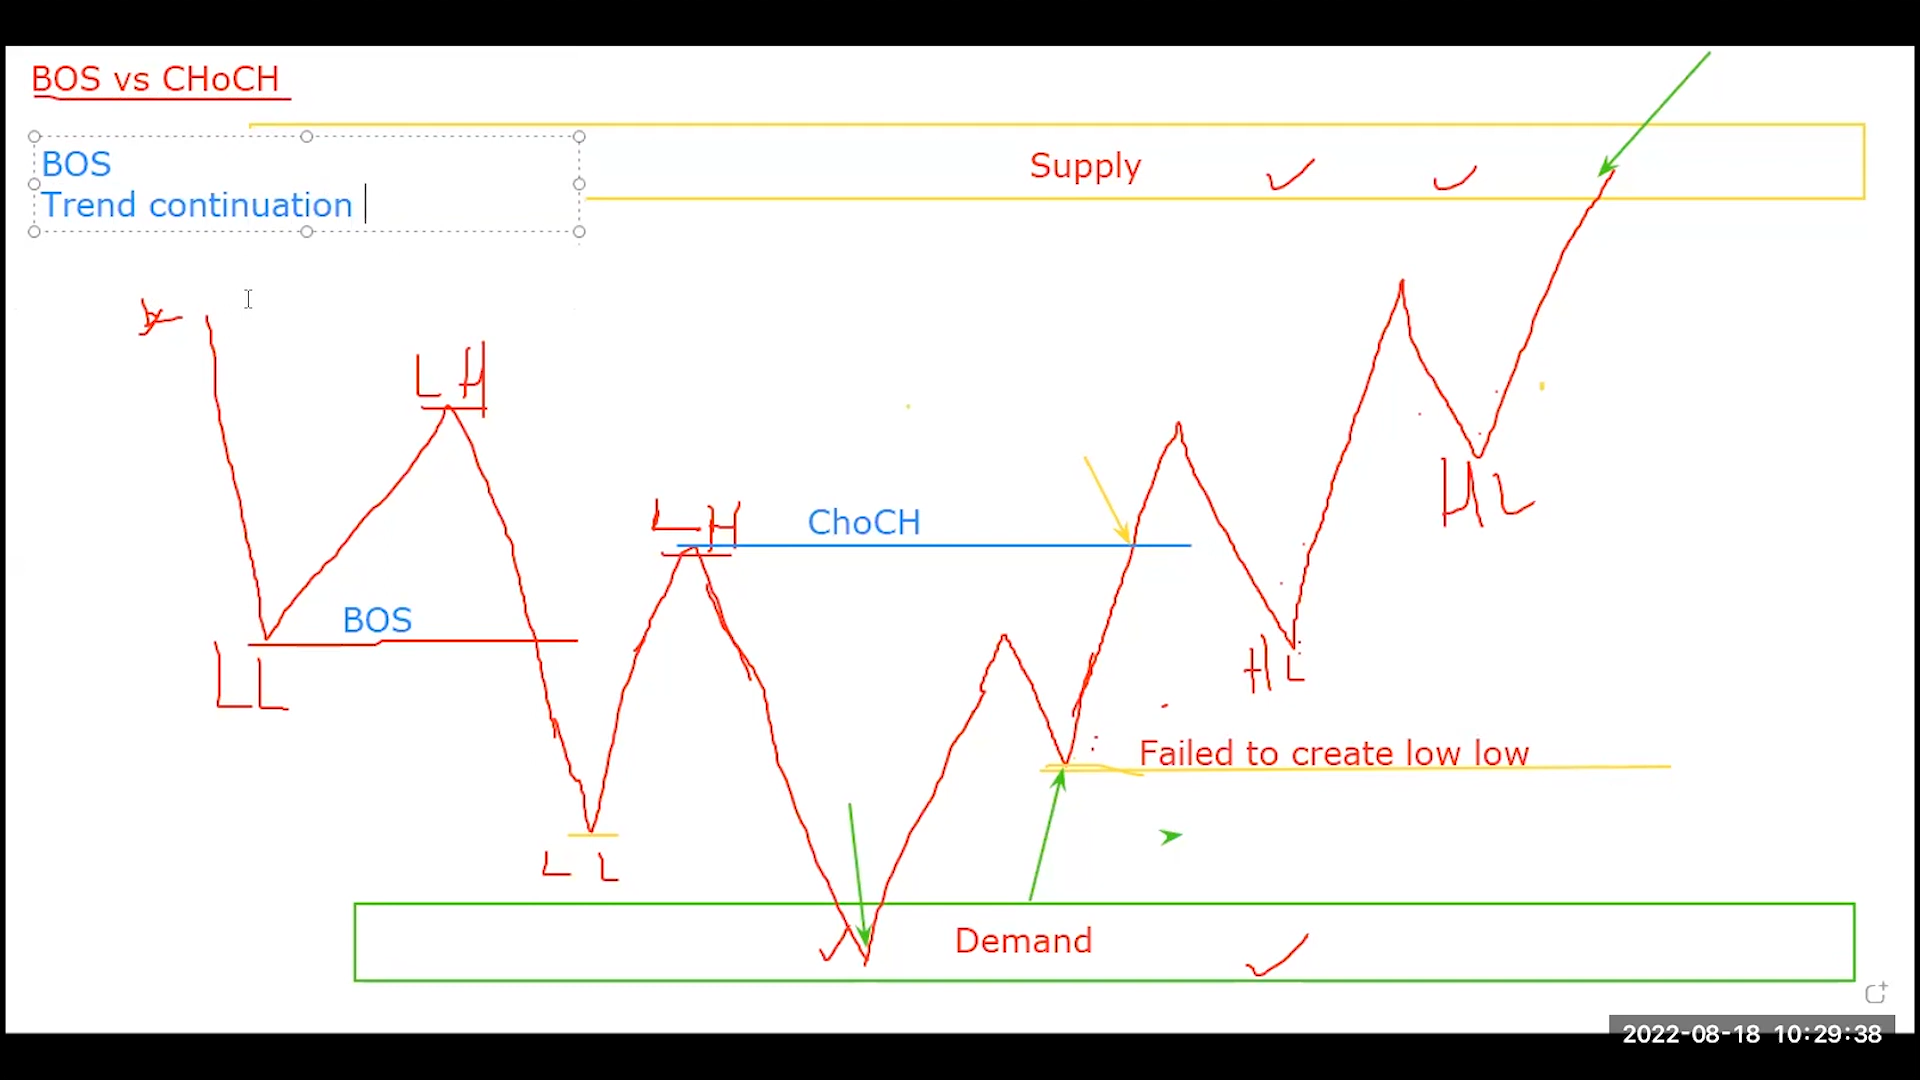 BOS vs CHoCH
BOS
Trend continuation
Supply
LH
LH
ChoCH
BOS
LL
HL
HL
Failed to create low low
LL
Demand
2022-08-18 10:29:38